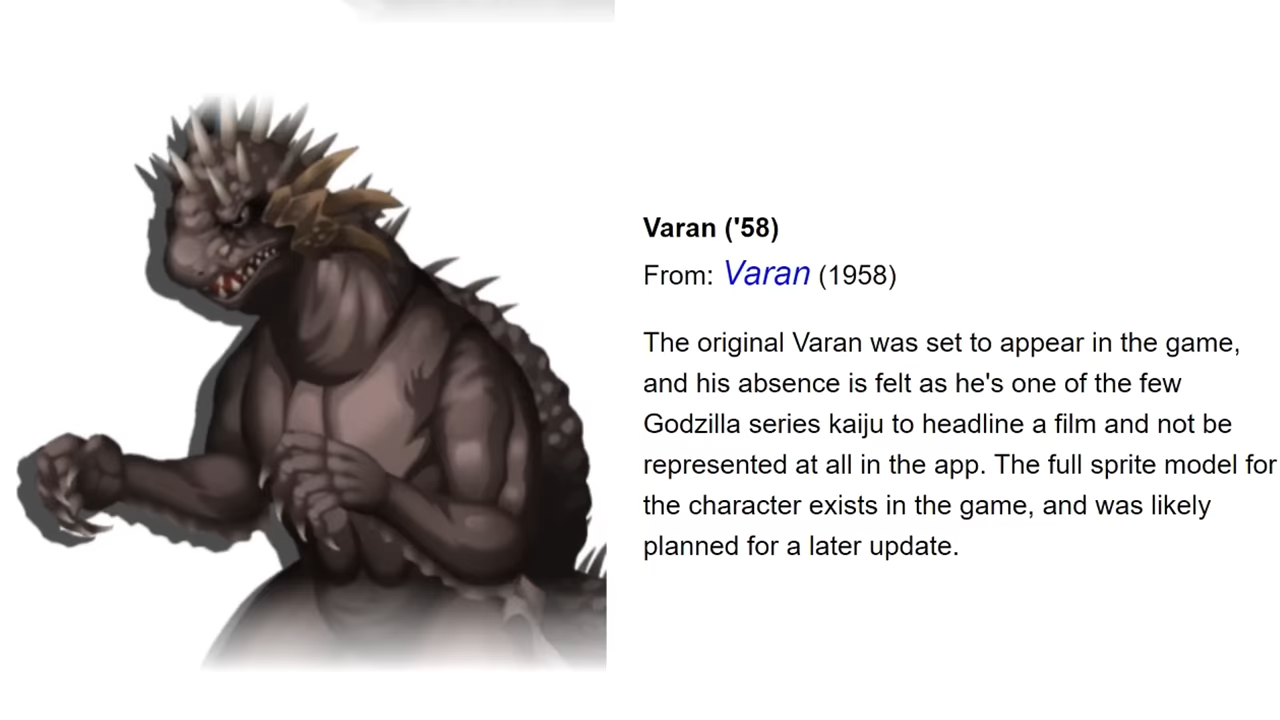 Varan ('58)
From: Varan (1958)
The original Varan was set to appear in the game,
and his absence is felt as he's one of the few
Godzilla series kaiju to headline a film and not be
represented at all in the app. The full sprite model for
the character exists in the game, and was likely
planned for a later update.